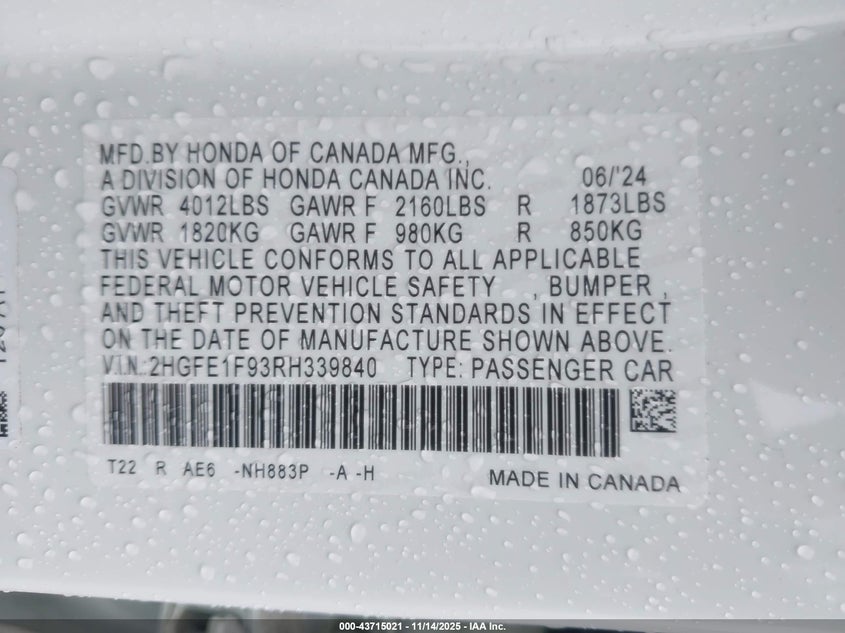 MFD.BY HONDA OF CANADA MFG.,
A DIVISION OF HONDA CANADA INC. 06/'24
GVWR 4012LBS GAWR F 2160LBS R 1873LBS
GVWR 1820KG GAWR F 980KG R 850KG
THIS VEHICLE CONFORMS TO ALL APPLICABLE
FEDERAL MOTOR VEHICLE SAFETY , BUMPER ,
AND THEFT PREVENTION STANDARDS IN EFFECT
ON THE DATE OF MANUFACTURE SHOWN ABOVE.
V.I.N.:2HGFE1F93RH339840 TYPE: PASSENGER CAR
T22 R AE6 -NH883P -A -H
MADE IN CANADA
000-43715021 - 11/14/2025 - IAA Inc.